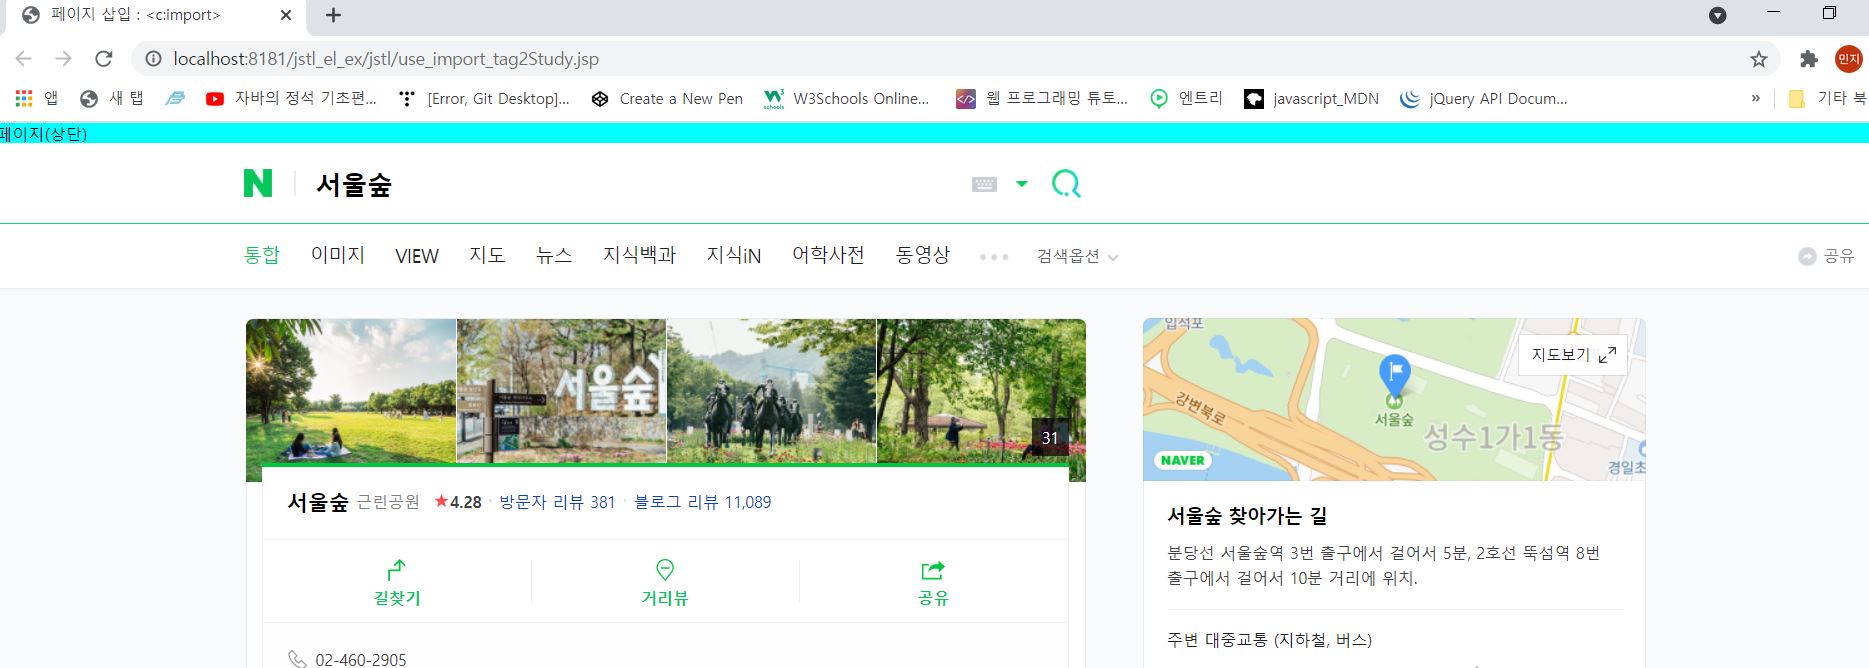 페이지 삽입 : <c:import>
localhost:8181/jstl_el_ex/jstl/use_import_tag2Study.jsp
민지
앱 새 탭 자바의 정석 기초편... [Error, Git Desktop]... Create a New Pen W3Schools Online... 웹 프로그래밍 튜토... 엔트리 javascript_MDN jQuery API Docum... » 기타 북
페이지(상단)
N 서울숲
통합 이미지 VIEW 지도 뉴스 지식백과 지식iN 어학사전 동영상 검색옵션 공유
입석포
지도보기
강변북로
서울숲
성수1가1동
경일초
NAVER
서울숲
31
서울숲 근린공원 ★4.28 · 방문자 리뷰 381 · 블로그 리뷰 11,089
길찾기 거리뷰 공유
02-460-2905
서울숲 찾아가는 길
분당선 서울숲역 3번 출구에서 걸어서 5분, 2호선 뚝섬역 8번
출구에서 걸어서 10분 거리에 위치.
주변 대중교통 (지하철, 버스)